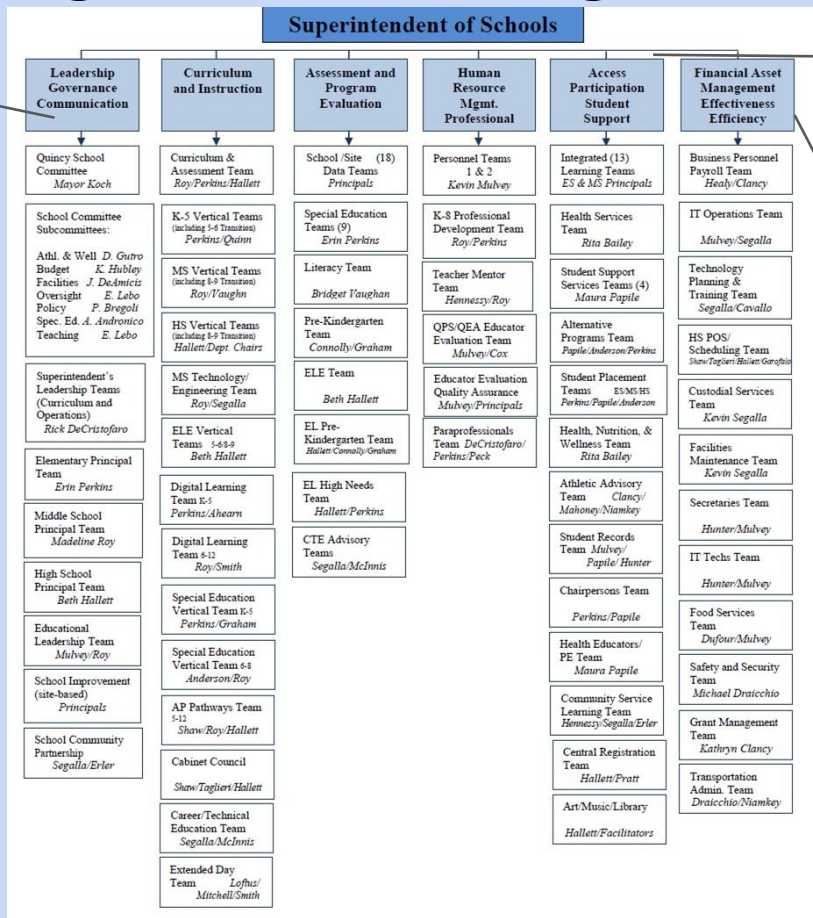 Superintendent of Schools
Leadership
Governance
Communication
Quincy School
Committee
Mayor Koch
School Committee
Subcommittees:
Athl. & Well D. Gutro
Budget K. Hubley
Facilities J. DeAmicis
Oversight E. Lebo
Policy P. Bregoli
Spec. Ed. A. Andronico
Teaching E. Lebo
Superintendent's
Leadership Teams
(Curriculum and
Operations)
Rick DeCristofaro
Elementary Principal
Team
Erin Perkins
Middle School
Principal Team
Madeline Roy
High School
Principal Team
Beth Hallett
Educational
Leadership Team
Mulvey/Roy
School Improvement
(site-based)
Principals
School Community
Partnership
Segalla/Erler
Curriculum
and Instruction
Curriculum &
Assessment Team
Roy/Perkins/Hallett
K-5 Vertical Teams
(including 5-6 Transition)
Perkins/Quinn
MS Vertical Teams
(including 8-9 Transition)
Roy/Vaughn
HS Vertical Teams
(including 8-9 Transition)
Hallett/Dept. Chairs
MS Technology/
Engineering Team
Roy/Segalla
ELE Vertical
Teams 5-6/8-9
Beth Hallett
Digital Learning
Team K-5
Perkins/Ahearn
Digital Learning
Team 6-12
Roy/Smith
Special Education
Vertical Team K-5
Perkins/Graham
Special Education
Vertical Team 6-8
Anderson/Roy
AP Pathways Team
5-12
Shaw/Roy/Hallett
Cabinet Council
Shaw/Taglieri/Hallett
Career/Technical
Education Team
Segalla/McInnis
Extended Day
Team Loftus/
Mitchell/Smith
Assessment and
Program
Evaluation
School /Site (18)
Data Teams
Principals
Special Education
Teams (9)
Erin Perkins
Literacy Team
Bridget Vaughan
Pre-Kindergarten
Team
Connolly/Graham
ELE Team
Beth Hallett
EL Pre-
Kindergarten Team
Hallett/Connolly/Graham
EL High Needs
Team
Hallett/Perkins
CTE Advisory
Teams
Segalla/McInnis
Human
Resource
Mgmt.
Professional
Personnel Teams
1 & 2
Kevin Mulvey
K-8 Professional
Development Team
Roy/Perkins
Teacher Mentor
Team
Hennessy/Roy
QPS/QEA Educator
Evaluation Team
Mulvey/Cox
Educator Evaluation
Quality Assurance
Mulvey/Principals
Paraprofessionals
Team DeCristofaro/
Perkins/Peck
Access
Participation
Student
Support
Integrated (13)
Learning Teams
ES & MS Principals
Health Services
Team
Rita Bailey
Student Support
Services Teams (4)
Maura Papile
Alternative
Programs Team
Papile/Anderson/Perkins
Student Placement
Teams ES/MS/HS
Perkins/Papile/Anderson
Health, Nutrition, &
Wellness Team
Rita Bailey
Athletic Advisory
Team Clancy/
Mahoney/Niamkey
Student Records
Team Mulvey/
Papile/ Hunter
Chairpersons Team
Perkins/Papile
Health Educators/
PE Team
Maura Papile
Community Service
Learning Team
Hennessy/Segalla/Erler
Central Registration
Team
Hallett/Pratt
Art/Music/Library
Hallett/Facilitators
Financial Asset
Management
Effectiveness
Efficiency
Business Personnel
Payroll Team
Healy/Clancy
IT Operations Team
Mulvey/Segalla
Technology
Planning &
Training Team
Segalla/Cavallo
HS POS/
Scheduling Team
Shaw/Taglieri/Hallett/Garofalo
Custodial Services
Team
Kevin Segalla
Facilities
Maintenance Team
Kevin Segalla
Secretaries Team
Hunter/Mulvey
IT Techs Team
Hunter/Mulvey
Food Services
Team
Dufour/Mulvey
Safety and Security
Team
Michael Draicchio
Grant Management
Team
Kathryn Clancy
Transportation
Admin. Team
Draicchio/Niamkey